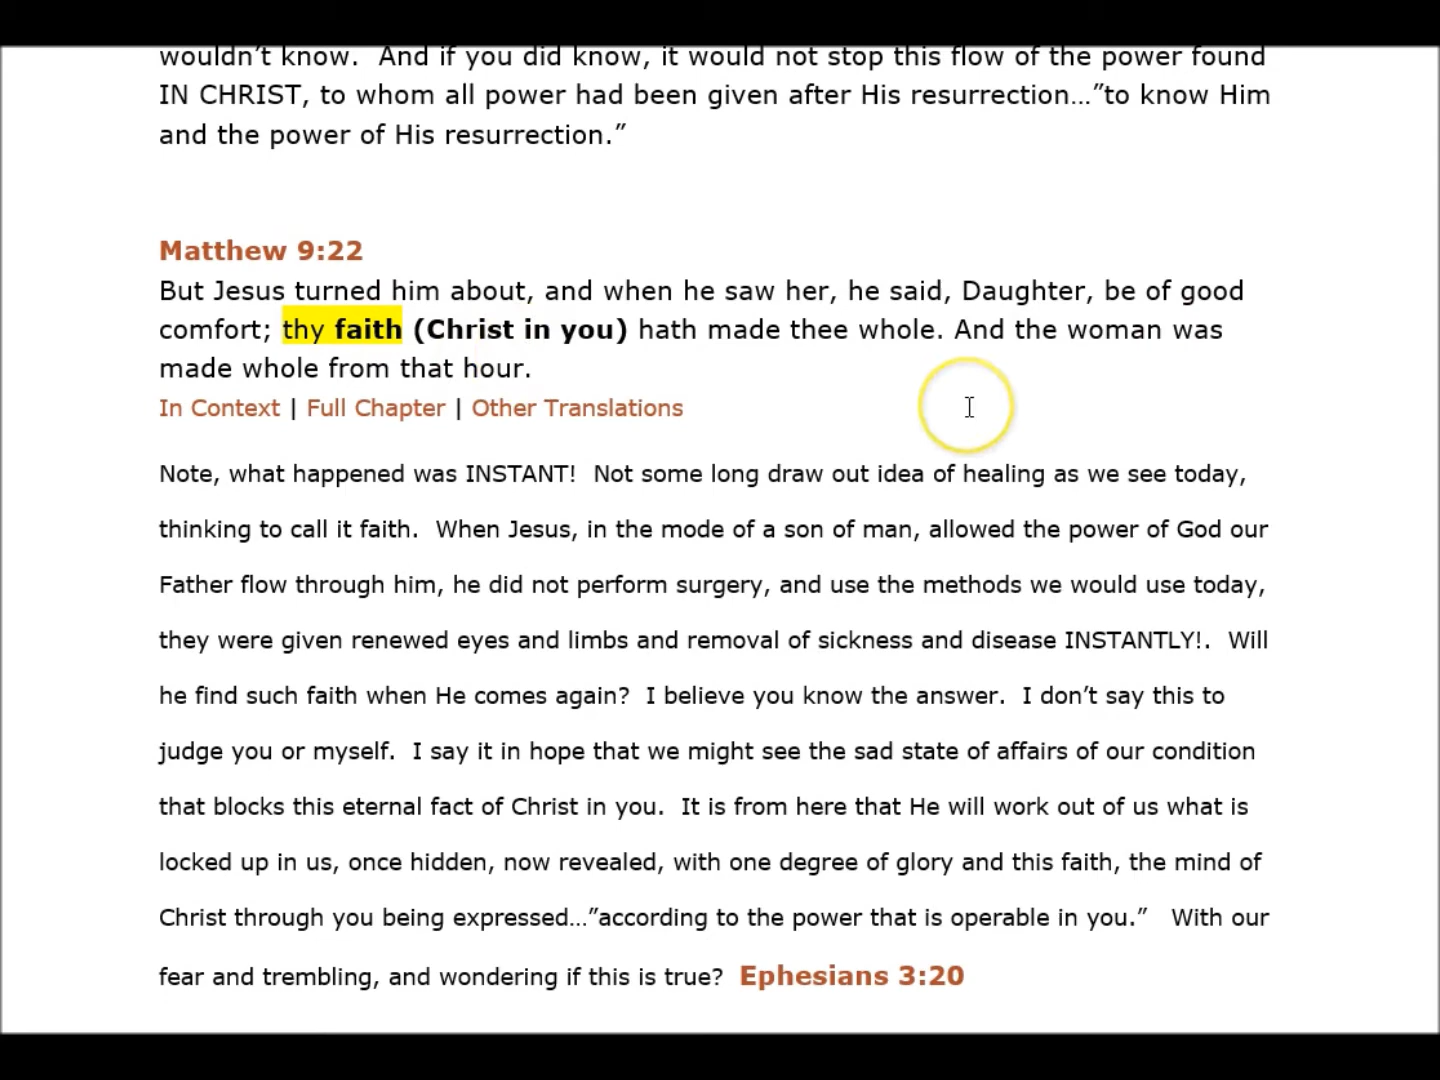 wouldn’t know.  And if you did know, it would not stop this flow of the power found
IN CHRIST, to whom all power had been given after His resurrection…”to know Him
and the power of His resurrection.”
Matthew 9:22
But Jesus turned him about, and when he saw her, he said, Daughter, be of good
comfort; thy faith (Christ in you) hath made thee whole. And the woman was
made whole from that hour.
In Context | Full Chapter | Other Translations
Note, what happened was INSTANT!  Not some long draw out idea of healing as we see today,
thinking to call it faith.  When Jesus, in the mode of a son of man, allowed the power of God our
Father flow through him, he did not perform surgery, and use the methods we would use today,
they were given renewed eyes and limbs and removal of sickness and disease INSTANTLY!.  Will
he find such faith when He comes again?  I believe you know the answer.  I don’t say this to
judge you or myself.  I say it in hope that we might see the sad state of affairs of our condition
that blocks this eternal fact of Christ in you.  It is from here that He will work out of us what is
locked up in us, once hidden, now revealed, with one degree of glory and this faith, the mind of
Christ through you being expressed…”according to the power that is operable in you.”   With our
fear and trembling, and wondering if this is true?  Ephesians 3:20